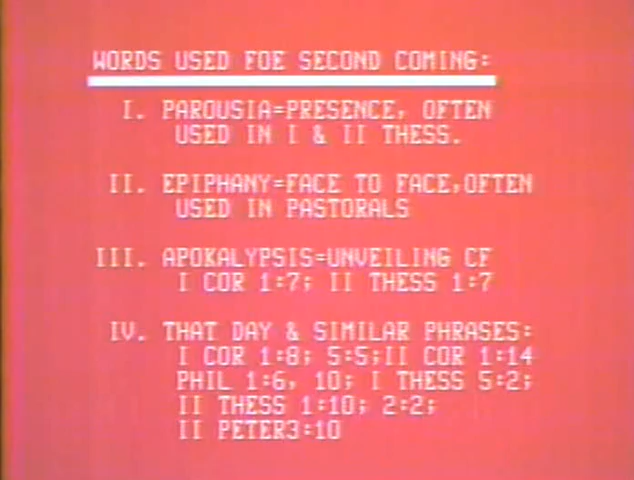 WORDS USED FOE SECOND COMING:
I. PAROUSIA=PRESENCE, OFTEN
USED IN I & II THESS.
II. EPIPHANY=FACE TO FACE,OFTEN
USED IN PASTORALS
III. APOKALYPSIS=UNVEILING CF
I COR 1:7; II THESS 1:7
IV. THAT DAY & SIMILAR PHRASES:
I COR 1:8; 5:5;II COR 1:14
PHIL 1:6, 10; I THESS 5:2;
II THESS 1:10; 2:2;
II PETER3:10